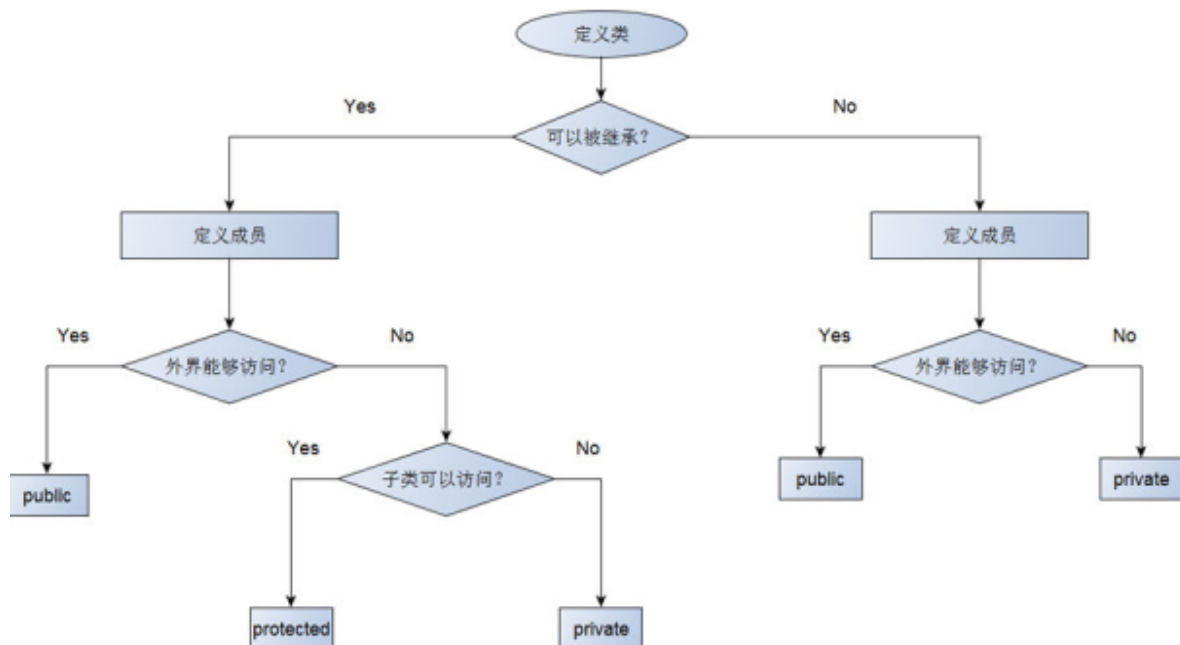 定义类
Yes
No
可以被继承？
定义成员
定义成员
Yes
No
Yes
No
外界能够访问？
外界能够访问？
Yes
No
public
子类可以访问？
public
private
protected
private